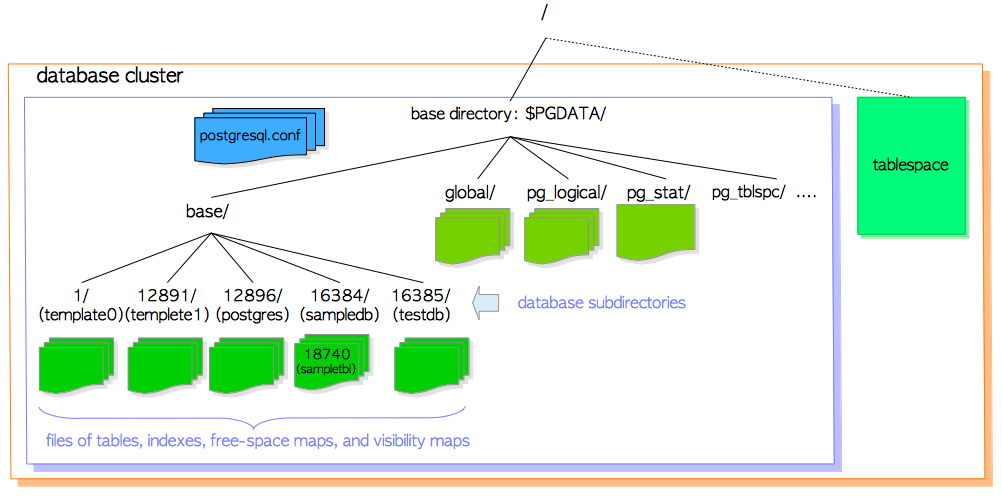 /
database cluster
base directory: $PGDATA/
postgresql.conf
tablespace
global/ pg_logical/ pg_stat/ pg_tblspc/ ....
base/
1/ 12891/ 12896/ 16384/ 16385/
(template0) (templete1) (postgres) (sampledb) (testdb)
database subdirectories
18740
(sampletbl)
files of tables, indexes, free-space maps, and visibility maps